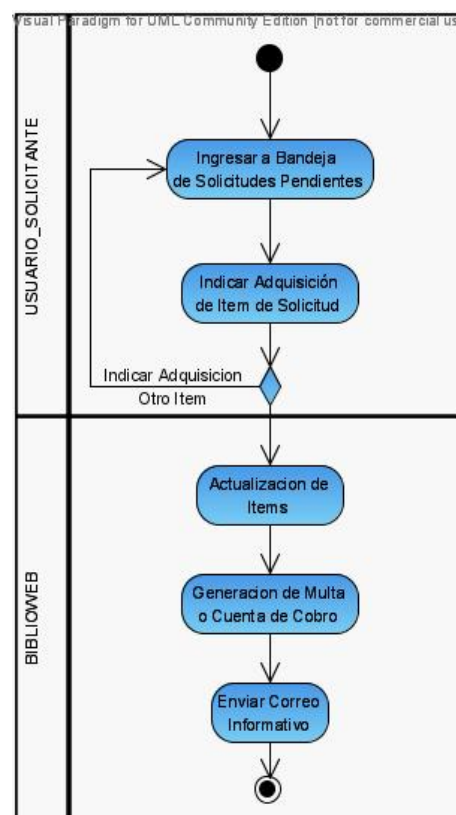 Visual Paradigm for UML Community Edition [not for commercial us
USUARIO_SOLICITANTE
Ingresar a Bandeja
de Solicitudes Pendientes
Indicar Adquisición
de Item de Solicitud
Indicar Adquisicion
Otro Item
BIBLIOWEB
Actualizacion de
Items
Generacion de Multa
o Cuenta de Cobro
Enviar Correo
Informativo